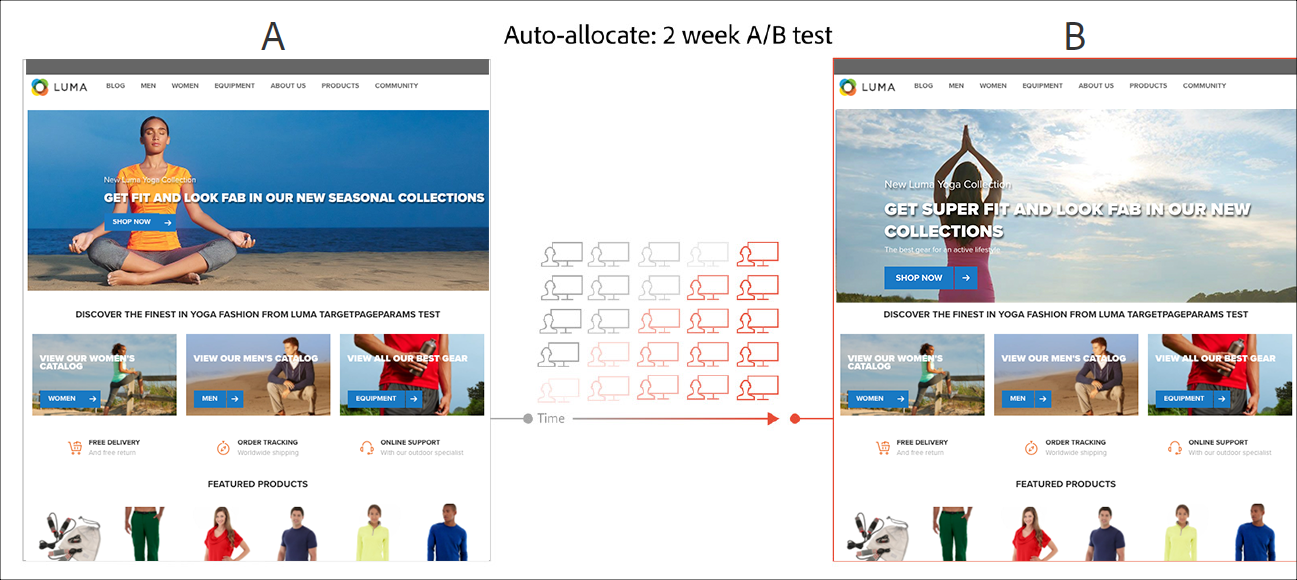 A
Auto-allocate: 2 week A/B test
B
LUMA
BLOG MEN WOMEN EQUIPMENT ABOUT US PRODUCTS COMMUNITY
New Luma Yoga Collection
GET FIT AND LOOK FAB IN OUR NEW SEASONAL COLLECTIONS
SHOP NOW
DISCOVER THE FINEST IN YOGA FASHION FROM LUMA TARGETPAGEPARAMS TEST
VIEW OUR WOMEN'S
CATALOG
WOMEN
VIEW OUR MEN'S CATALOG
MEN
VIEW ALL OUR BEST GEAR
EQUIPMENT
FREE DELIVERY
And free return
ORDER TRACKING
Worldwide shipping
ONLINE SUPPORT
With our outdoor specialist
FEATURED PRODUCTS
Time
LUMA
BLOG MEN WOMEN EQUIPMENT ABOUT US PRODUCTS COMMUNITY
New Luma Yoga Collection
GET SUPER FIT AND LOOK FAB IN OUR NEW
COLLECTIONS
The best gear for an active lifestyle
SHOP NOW
DISCOVER THE FINEST IN YOGA FASHION FROM LUMA TARGETPAGEPARAMS TEST
VIEW OUR WOMEN'S
CATALOG
WOMEN
VIEW OUR MEN'S CATALOG
MEN
VIEW ALL OUR BEST GEAR
EQUIPMENT
FREE DELIVERY
And free return
ORDER TRACKING
Worldwide shipping
ONLINE SUPPORT
With our outdoor specialist
FEATURED PRODUCTS